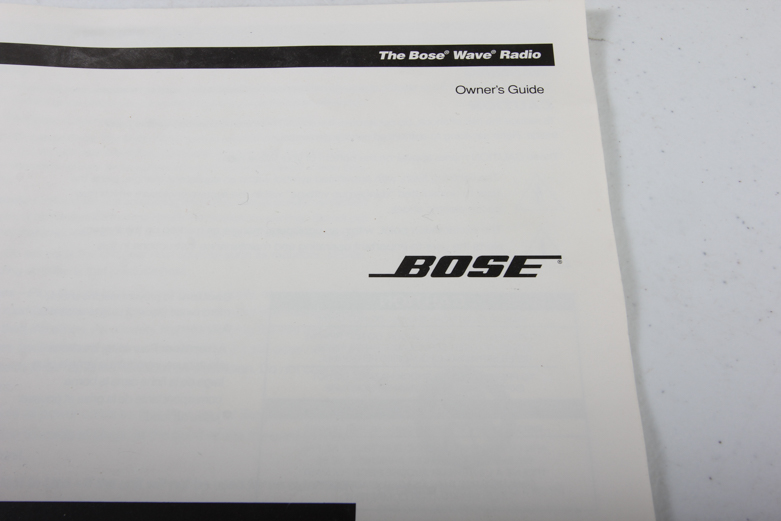 The Bose® Wave® Radio
Owner's Guide
BOSE®